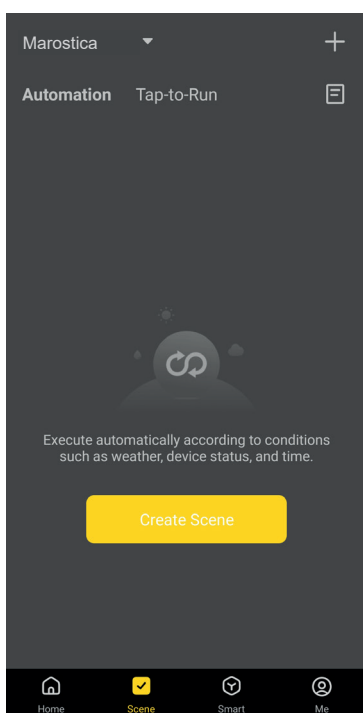 Marostica
Automation Tap-to-Run
Execute automatically according to conditions
such as weather, device status, and time.
Create Scene
Home Scene Smart Me